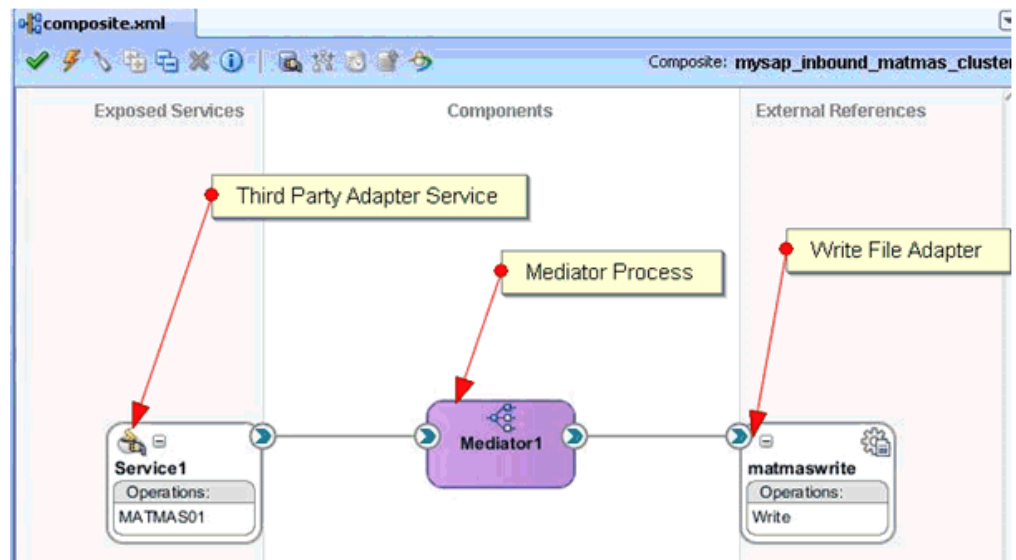 composite.xml
Composite: mysap_inbound_matmas_cluster
Exposed Services
Components
External References
Third Party Adapter Service
Mediator Process
Write File Adapter
Service1
Operations:
MATMAS01
Mediator1
matmaswrite
Operations:
Write